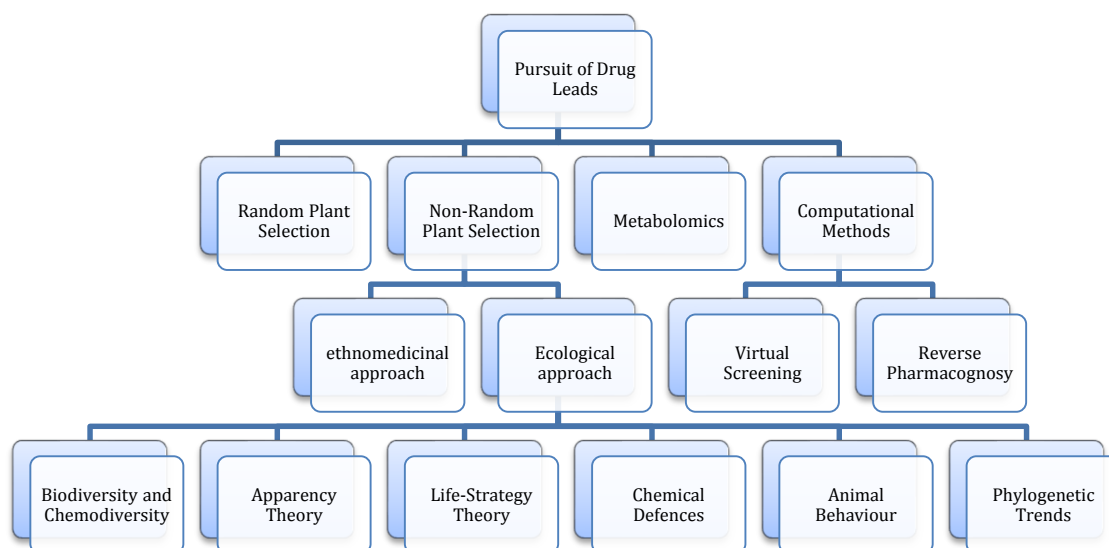 Pursuit of Drug
Leads
Random Plant
Selection
Non-Random
Plant Selection
Metabolomics
Computational
Methods
ethnomedicinal
approach
Ecological
approach
Virtual
Screening
Reverse
Pharmacognosy
Biodiversity and
Chemodiversity
Apparency
Theory
Life-Strategy
Theory
Chemical
Defences
Animal
Behaviour
Phylogenetic
Trends